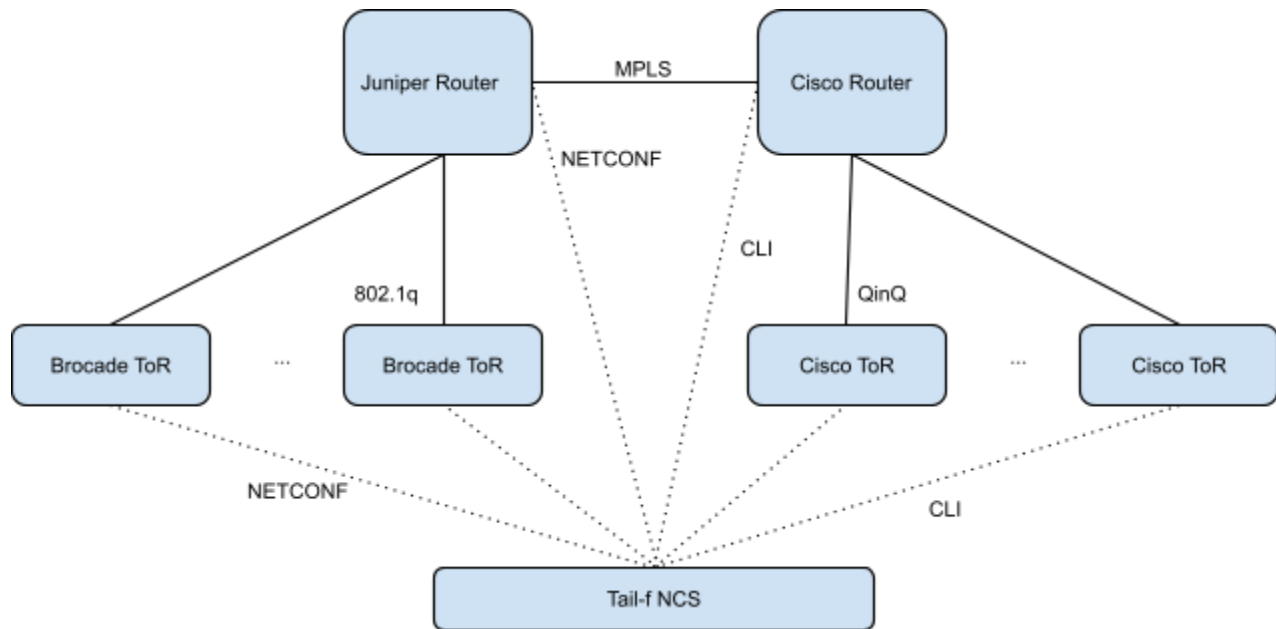 Juniper Router
MPLS
Cisco Router
NETCONF
CLI
802.1q
QinQ
Brocade ToR
...
Brocade ToR
Cisco ToR
...
Cisco ToR
NETCONF
CLI
Tail-f NCS